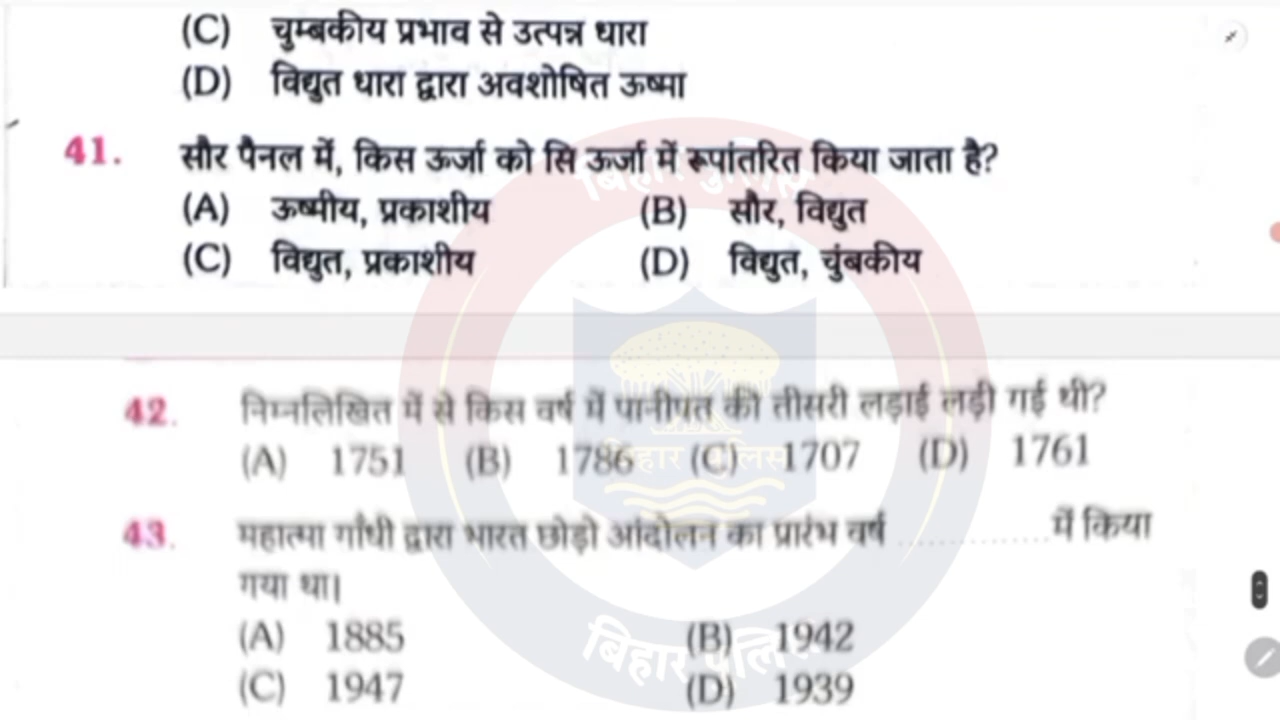 (C) चुम्बकीय प्रभाव से उत्पन्न धारा
(D) विद्युत धारा द्वारा अवशोषित ऊष्मा
41. सौर पैनल में, किस ऊर्जा को सि ऊर्जा में रूपांतरित किया जाता है?
(A) ऊष्मीय, प्रकाशीय (B) सौर, विद्युत
(C) विद्युत, प्रकाशीय (D) विद्युत, चुंबकीय
42. निम्नलिखित में से किस वर्ष में पानीपत की तीसरी लड़ाई लड़ी गई थी?
(A) 1751 (B) 1786 (C) 1707 (D) 1761
43. महात्मा गाँधी द्वारा भारत छोड़ो आंदोलन का प्रारंभ वर्ष .............. में किया
गया था।
(A) 1885 (B) 1942
(C) 1947 (D) 1939
बिहार पुलिस
बिहार पुलिस
बिहार पुलिस